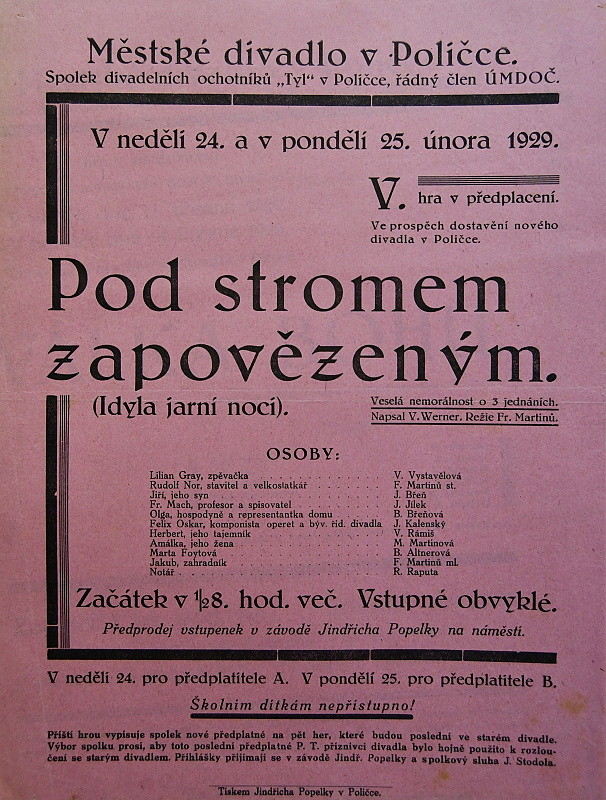 Městské divadlo v Poličce.
Spolek divadelních ochotníků „Tyl“ v Poličce, řádný člen ÚMDOČ.
V neděli 24. a v pondělí 25. února 1929.
V. hra v předplacení.
Ve prospěch dostavění nového
divadla v Poličce.
Pod stromem
zapovězeným.
(Idyla jarní noci).
Veselá nemorálnost o 3 jednáních.
Napsal V. Werner. Režie Fr. Martinů.
OSOBY:
Lilian Gray, zpěvačka . . . . . . . . . . . . V. Vystavělová
Rudolf Nor, stavitel a velkostatkář . . . . . . . F. Martinů st.
Jiří, jeho syn . . . . . . . . . . . . . . . J. Břeň
Fr. Mach, profesor a spisovatel . . . . . . . . J. Jílek
Olga, hospodyně a representantka domu . . . . . B. Břeňová
Felix Oskar, komponista operet a býv. říd. divadla J. Kalenský
Herbert, jeho tajemník . . . . . . . . . . . V. Rámiš
Amálka, jeho žena . . . . . . . . . . . . . M. Martinová
Marta Foytová . . . . . . . . . . . . . . B. Altnerová
Jakub, zahradník . . . . . . . . . . . . . F. Martinů ml.
Notář . . . . . . . . . . . . . . . . . R. Raputa
Začátek v 1/28. hod. več. Vstupné obvyklé.
Předprodej vstupenek v závodě Jindřicha Popelky na náměstí.
V neděli 24. pro předplatitele A. V pondělí 25. pro předplatitele B.
Školním dítkám nepřístupno!
Příští hrou vypisuje spolek nové předplatné na pět her, které budou poslední ve starém divadle.
Výbor spolku prosí, aby toto poslední předplatné P. T. příznivci divadla bylo hojně použito k rozlou-
čení se starým divadlem. Přihlášky přijímají se v závodě Jindř. Popelky a spolkový sluha J. Stodola.
Tiskem Jindřicha Popelky v Poličce.